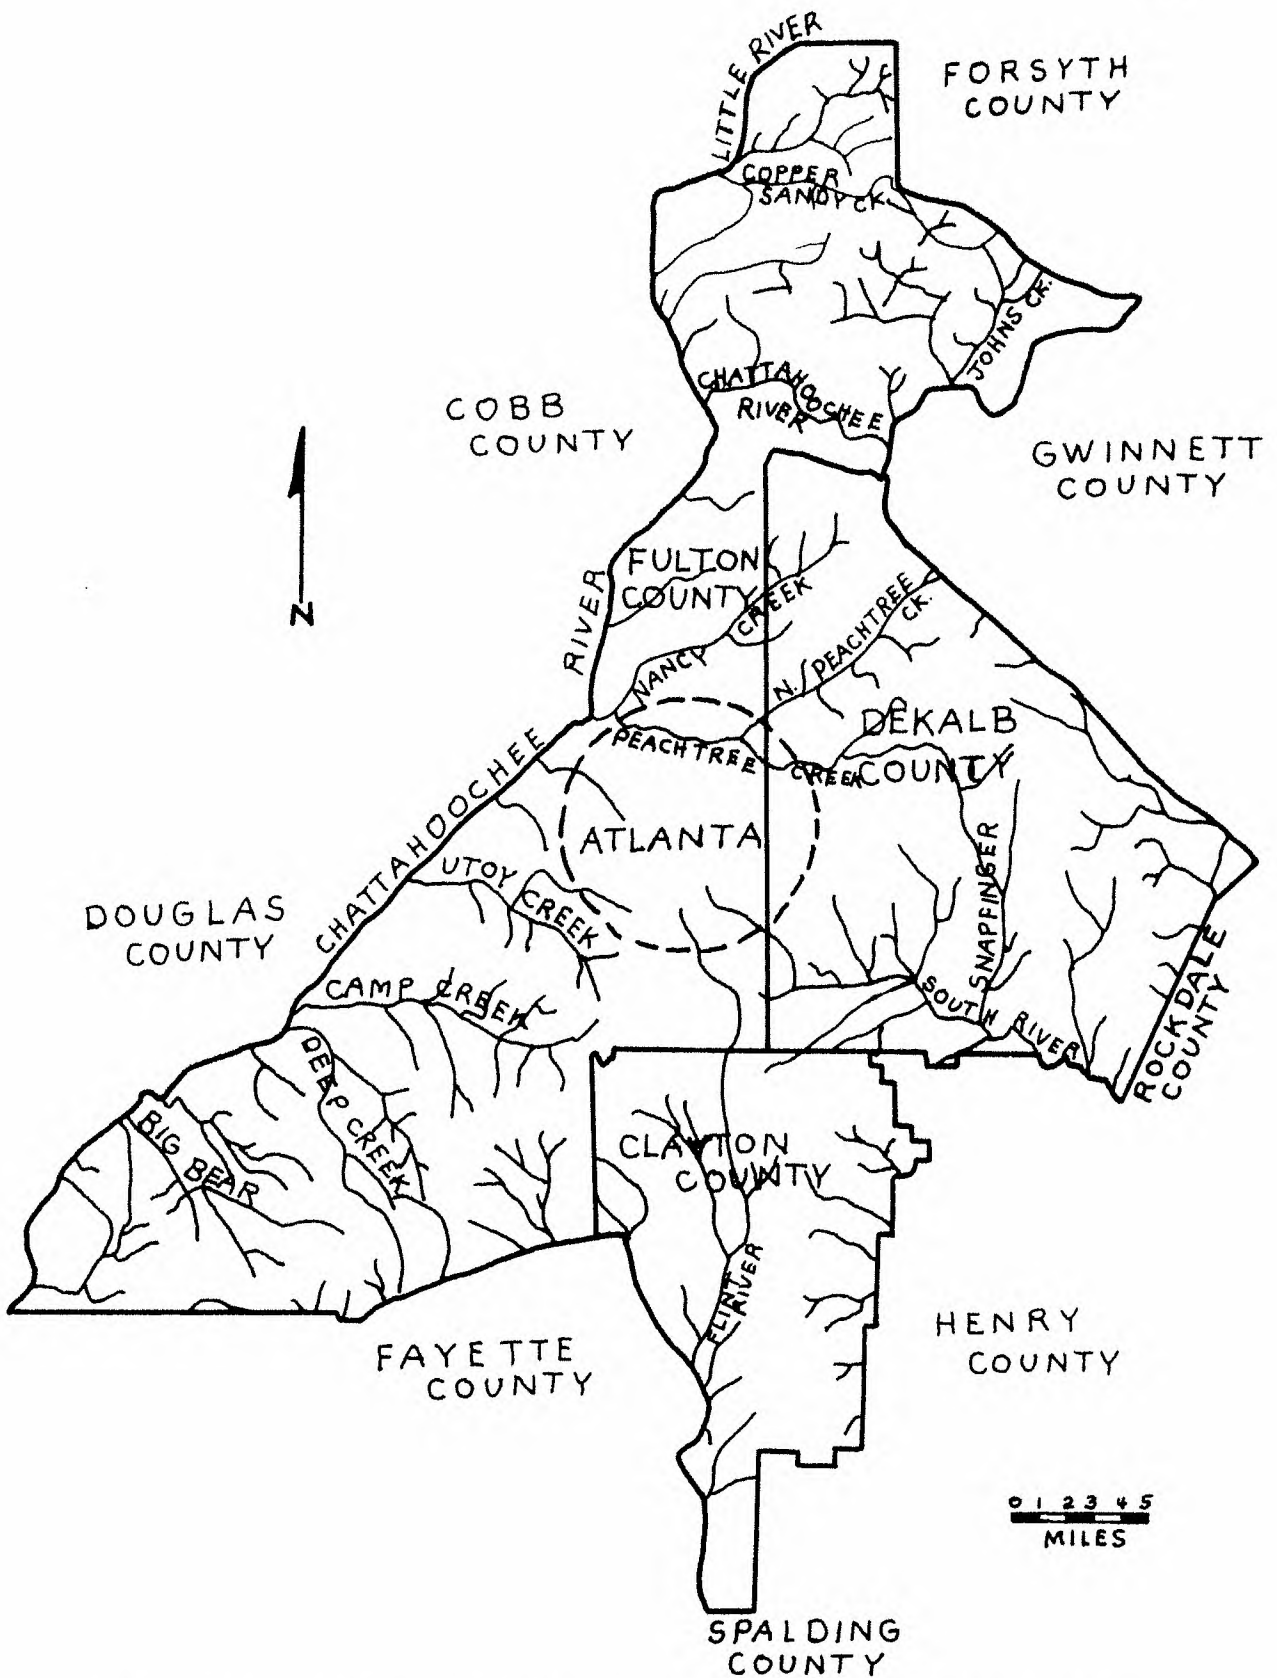 LITTLE RIVER
FORSYTH
COUNTY
COPPER
SANDY CK.
JOHNS CK.
CHATTAHOOCHEE
RIVER
COBB
COUNTY
GWINNETT
COUNTY
N
FULTON
COUNTY
RIVER
NANCY CREEK
N. PEACHTREE
CK.
DEKALB
COUNTY
PEACHTREE CREEK
CHATTAHOOCHEE
ATLANTA
UTOY CREEK
SNAPFINGER
DOUGLAS
COUNTY
CAMP CREEK
SOUTH RIVER
ROCKDALE
COUNTY
DEEP CREEK
BIG BEAR
CLAYTON
COUNTY
FLINT
RIVER
HENRY
COUNTY
FAYETTE
COUNTY
0 1 2 3 4 5
MILES
SPALDING
COUNTY